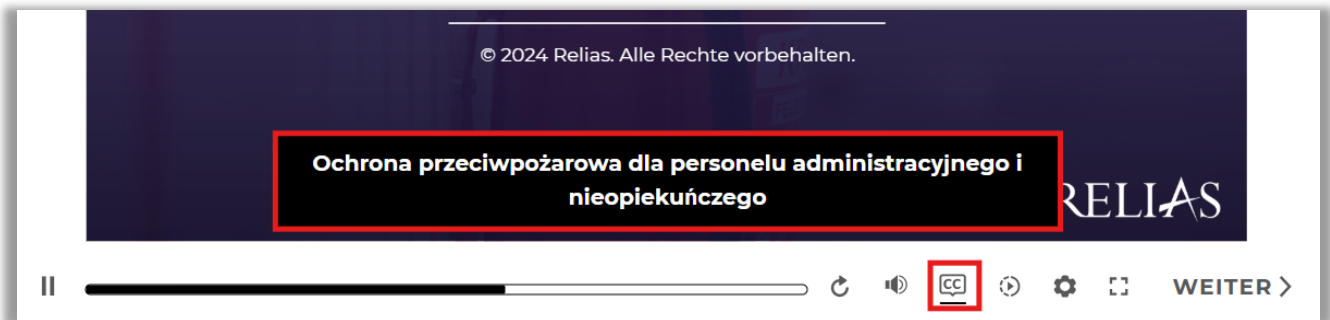 © 2024 Relias. Alle Rechte vorbehalten.
Ochrona przeciwpożarowa dla personelu administracyjnego i
nieopiekuńczego
RELIAS
CC
WEITER